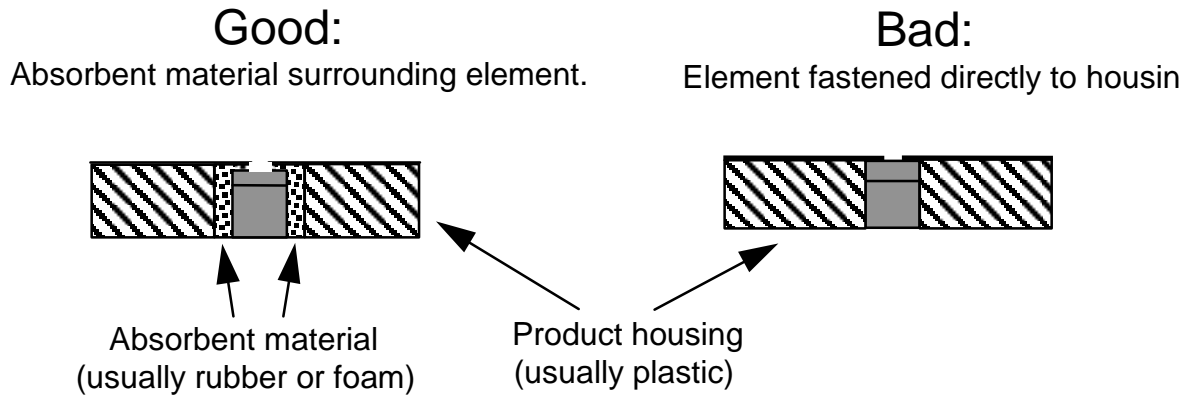 Good:
Absorbent material surrounding element.
Bad:
Element fastened directly to housin
Absorbent material
(usually rubber or foam)
Product housing
(usually plastic)